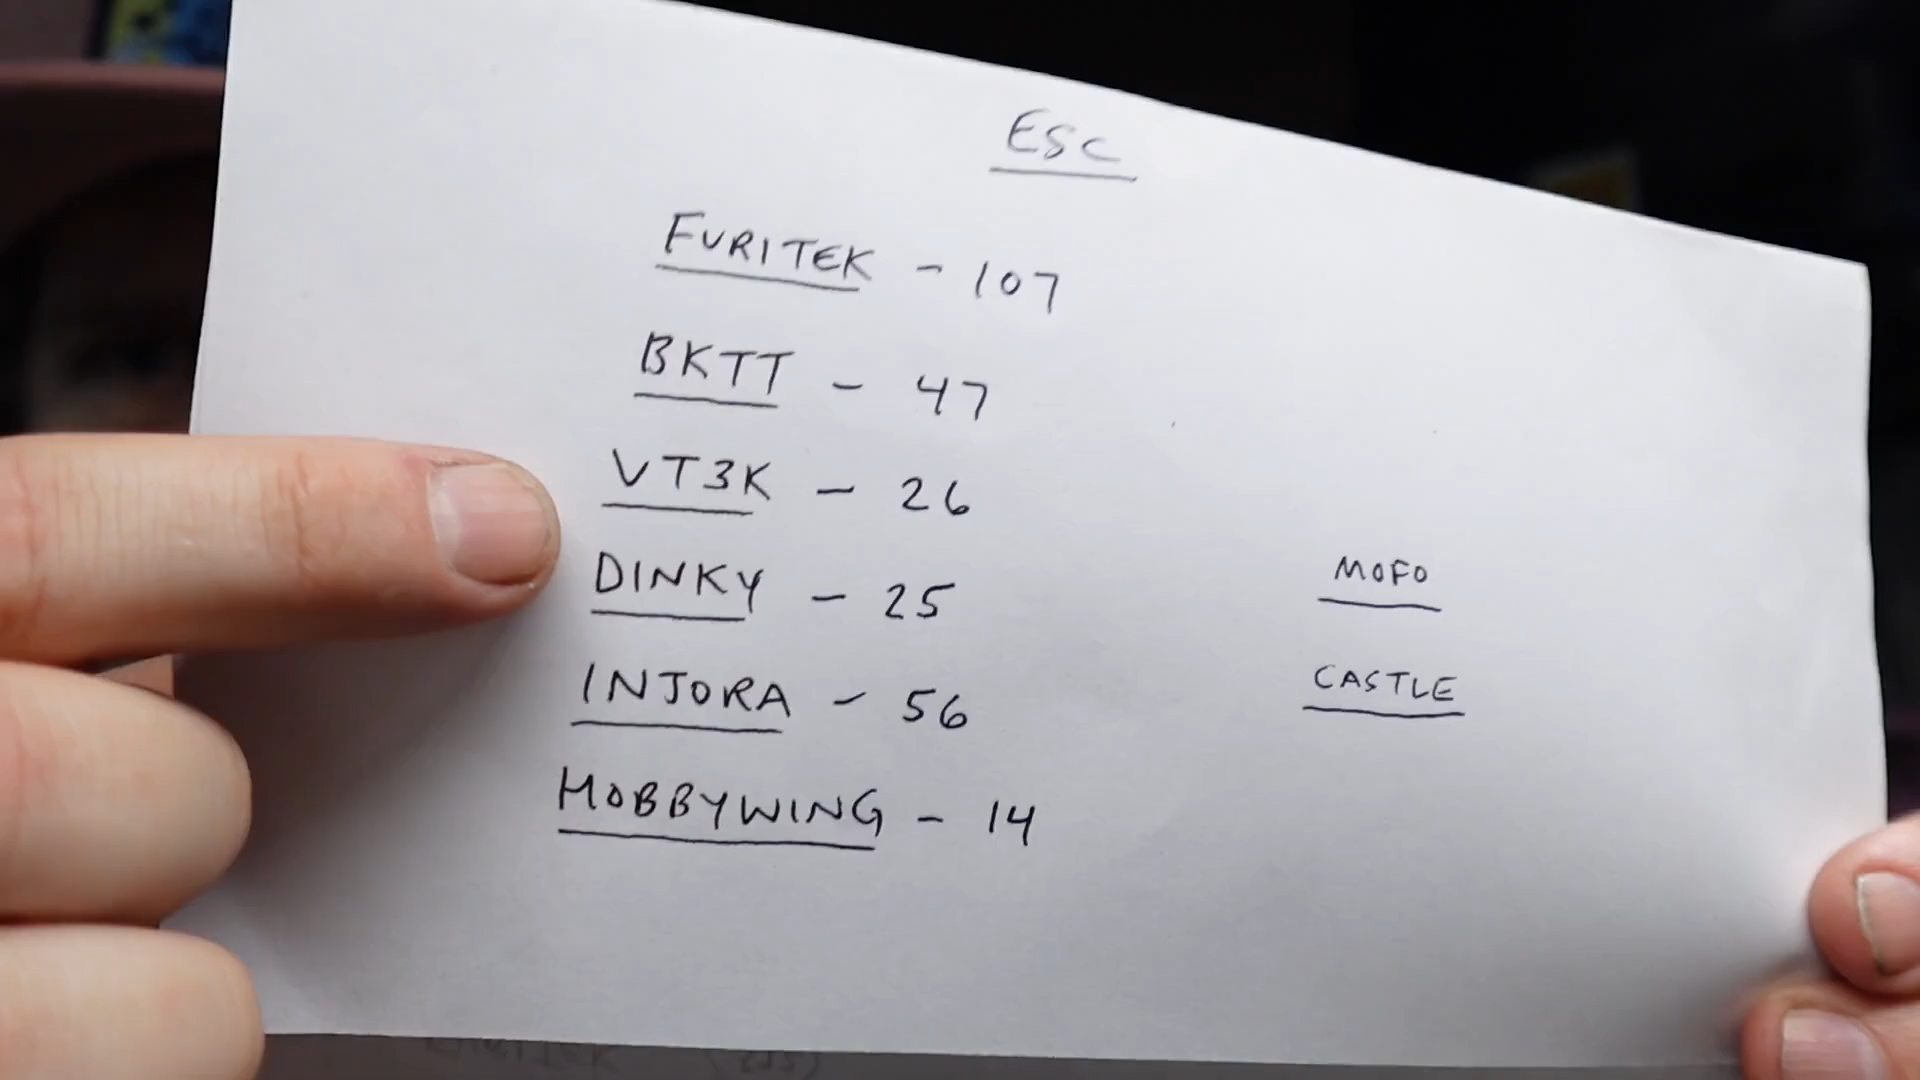 ESC
FURITEK - 107
BKTT - 47
VT3K - 26
DINKY - 25
INJORA - 56
HOBBYWING - 14
MOFO
CASTLE